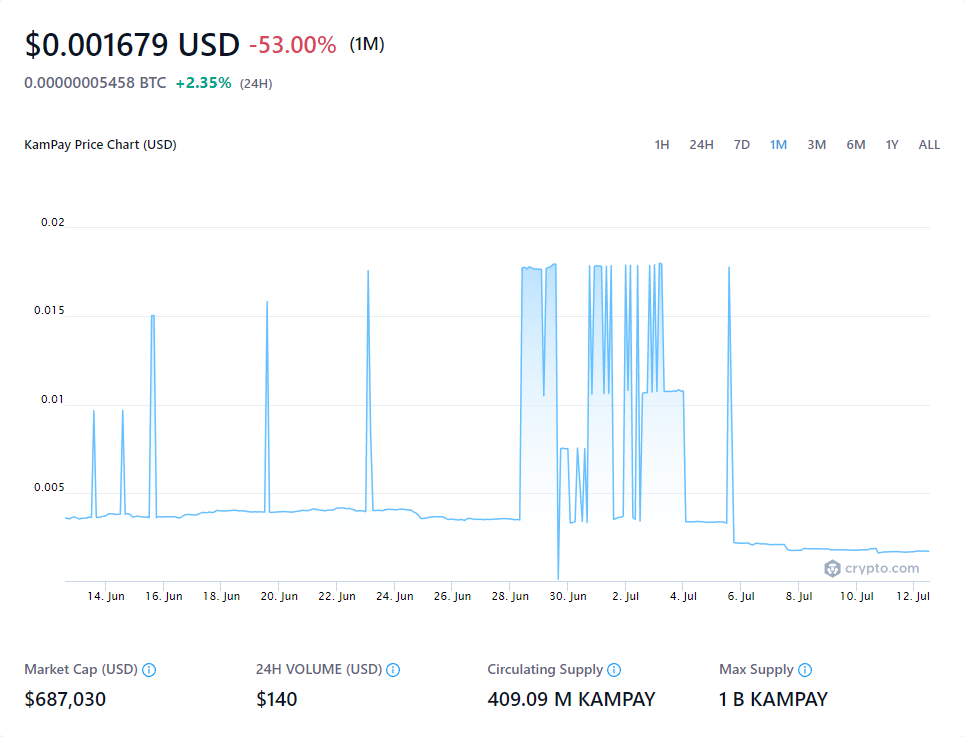 $0.001679 USD -53.00% (1M)
0.00000005458 BTC +2.35% (24H)
KamPay Price Chart (USD)
1H 24H 7D 1M 3M 6M 1Y ALL
0.02
0.015
0.01
0.005
crypto.com
14. Jun 16. Jun 18. Jun 20. Jun 22. Jun 24. Jun 26. Jun 28. Jun 30. Jun 2. Jul 4. Jul 6. Jul 8. Jul 10. Jul 12. Jul
Market Cap (USD) 24H VOLUME (USD) Circulating Supply Max Supply
$687,030 $140 409.09 M KAMPAY 1 B KAMPAY